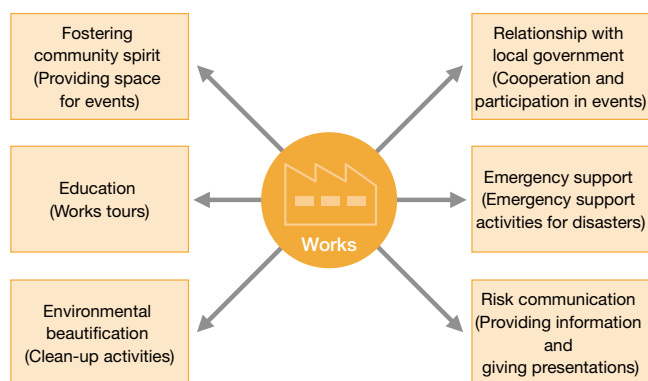 Fostering
community spirit
(Providing space
for events)
Relationship with
local government
(Cooperation and
participation in events)
Education
(Works tours)
Works
Emergency support
(Emergency support
activities for disasters)
Environmental
beautification
(Clean-up activities)
Risk communication
(Providing information
and
giving presentations)